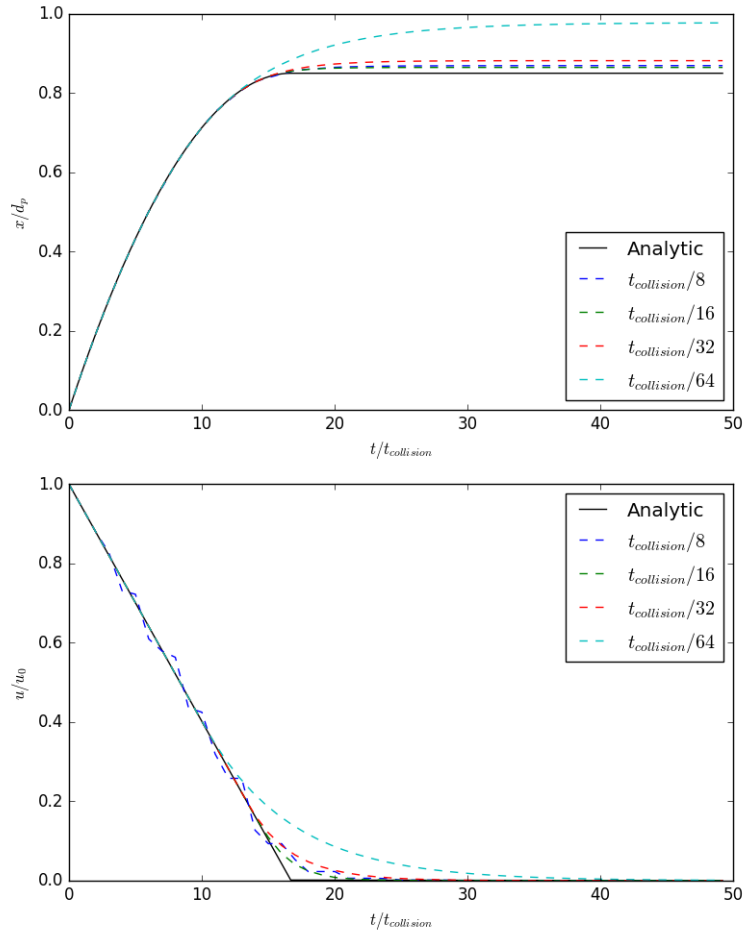 1.0
0.8
0.6
0.4
0.2
0.0
x/d_p
0 10 20 30 40 50
t/t_collision
Analytic
t_collision/8
t_collision/16
t_collision/32
t_collision/64
1.0
0.8
0.6
0.4
0.2
0.0
u/u_0
0 10 20 30 40 50
t/t_collision
Analytic
t_collision/8
t_collision/16
t_collision/32
t_collision/64